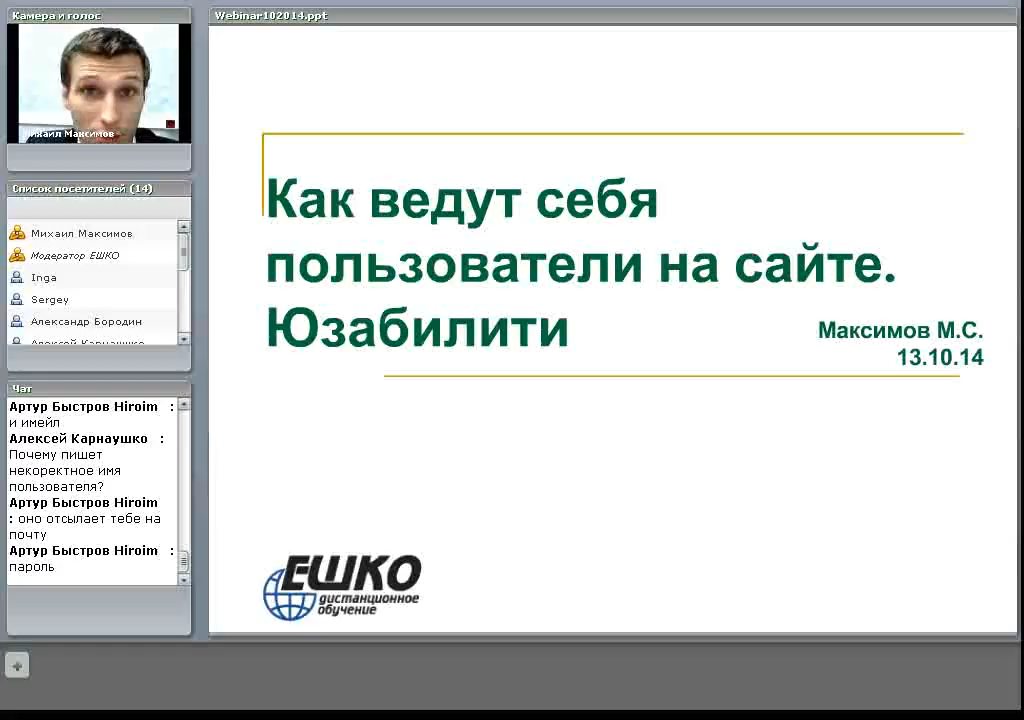 Камера и голос
Михаил Максимов
Список посетителей (14)
Михаил Максимов
Модератор ЕШКО
Inga
Sergey
Александр Бородин
Алексей Карнаушко
Чат
Артур Быстров Hiroim :
и имейл
Алексей Карнаушко :
Почему пишет
некоректное имя
пользователя?
Артур Быстров Hiroim
: оно отсылает тебе на
почту
Артур Быстров Hiroim :
пароль
Webinar102014.ppt
Как ведут себя
пользователи на сайте.
Юзабилити
Максимов М.С.
13.10.14
ЕШКО
дистанционное
обучение